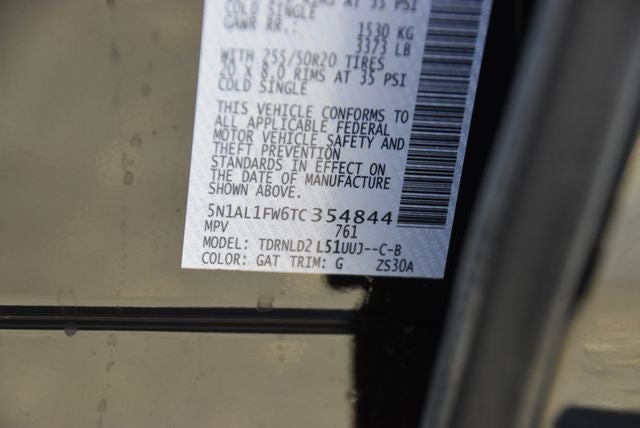 COLD SINGLE
GAWR RR.: 1530 KG
3373 LB
WITH 255/50R20 TIRES
20 X 8.0 RIMS AT 35 PSI
COLD SINGLE
THIS VEHICLE CONFORMS TO
ALL APPLICABLE FEDERAL
MOTOR VEHICLE SAFETY AND
THEFT PREVENTION
STANDARDS IN EFFECT ON
THE DATE OF MANUFACTURE
SHOWN ABOVE.
5N1AL1FW6TC354844
MPV 761
MODEL: TDRNLD2 L51UUJ--C-B
COLOR: GAT TRIM: G ZS30A